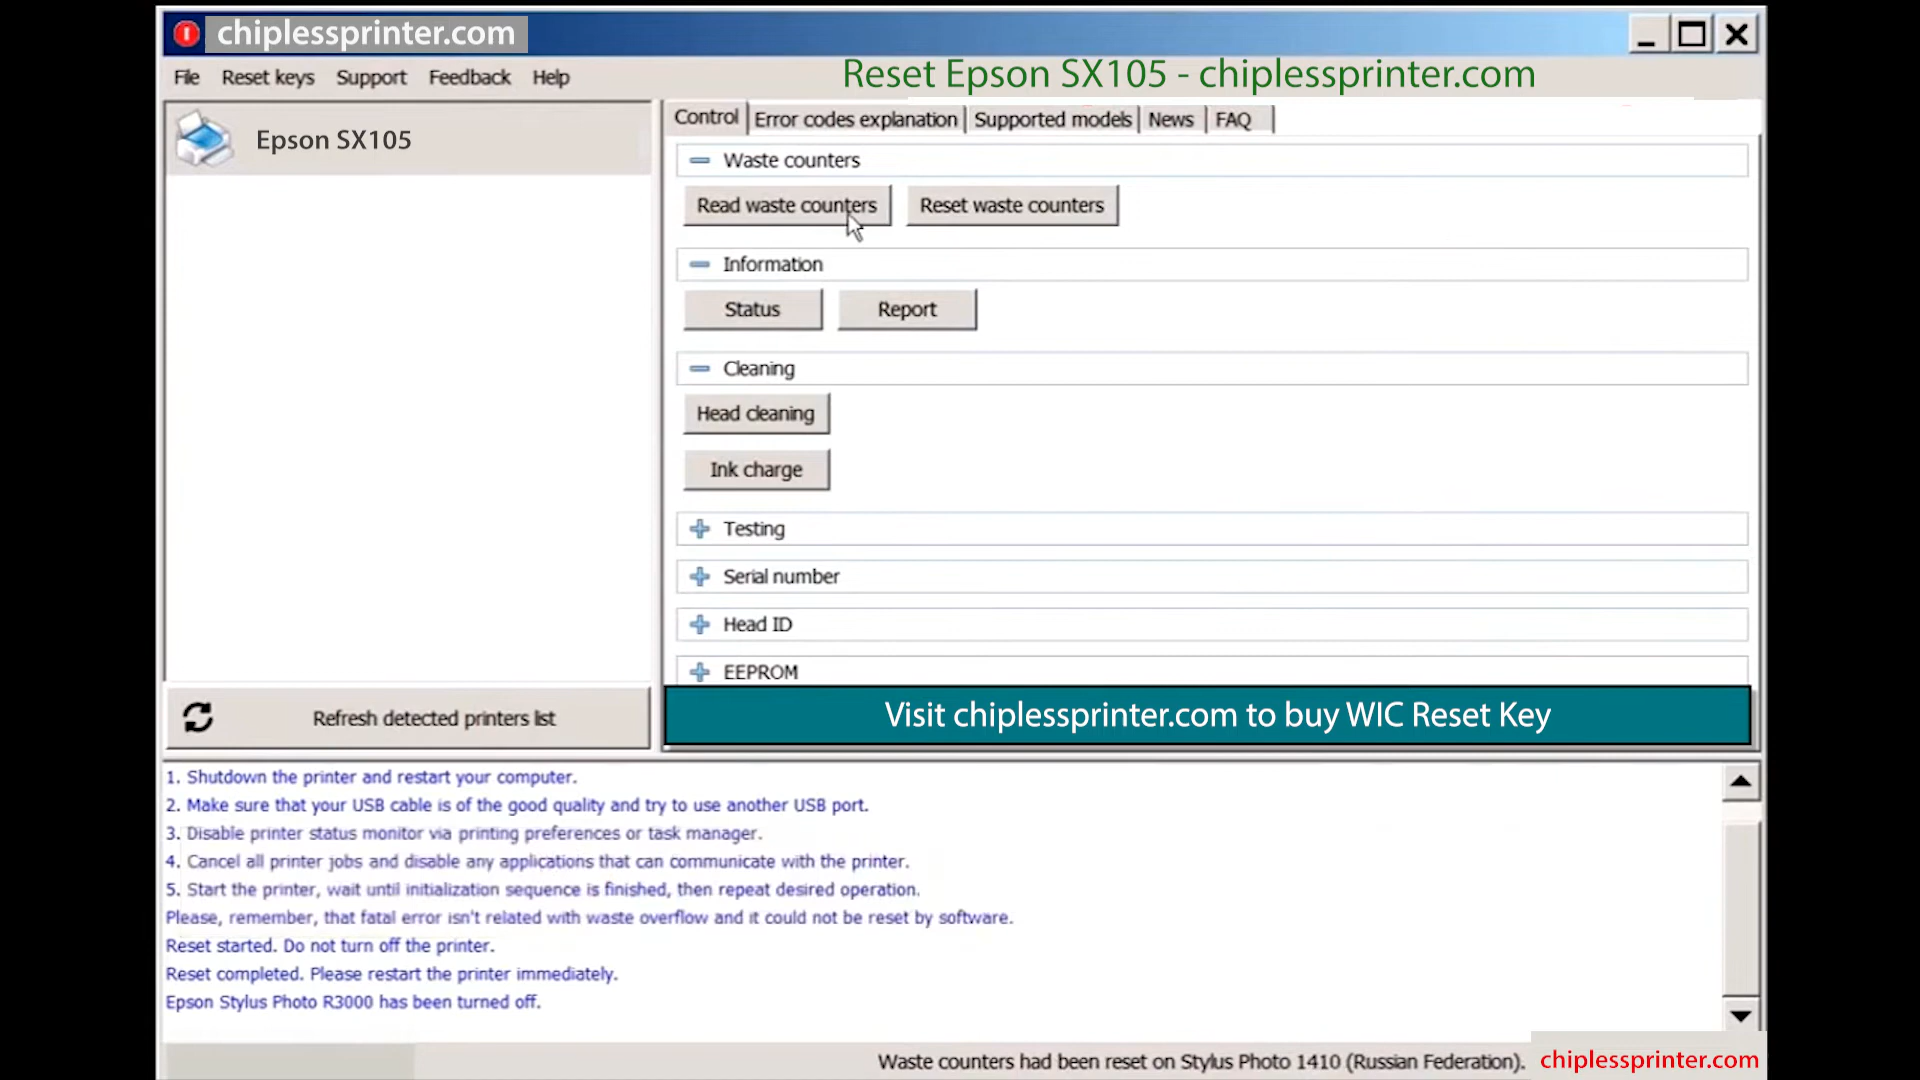 chiplessprinter.com
File Reset keys Support Feedback Help
Reset Epson SX105 - chiplessprinter.com
Epson SX105
Control Error codes explanation Supported models News FAQ
Waste counters
Read waste counters Reset waste counters
Information
Status Report
Cleaning
Head cleaning
Ink charge
Testing
Serial number
Head ID
EEPROM
Refresh detected printers list
Visit chiplessprinter.com to buy WIC Reset Key
1. Shutdown the printer and restart your computer.
2. Make sure that your USB cable is of the good quality and try to use another USB port.
3. Disable printer status monitor via printing preferences or task manager.
4. Cancel all printer jobs and disable any applications that can communicate with the printer.
5. Start the printer, wait until initialization sequence is finished, then repeat desired operation.
Please, remember, that fatal error isn't related with waste overflow and it could not be reset by software.
Reset started. Do not turn off the printer.
Reset completed. Please restart the printer immediately.
Epson Stylus Photo R3000 has been turned off.
Waste counters had been reset on Stylus Photo 1410 (Russian Federation).
chiplessprinter.com